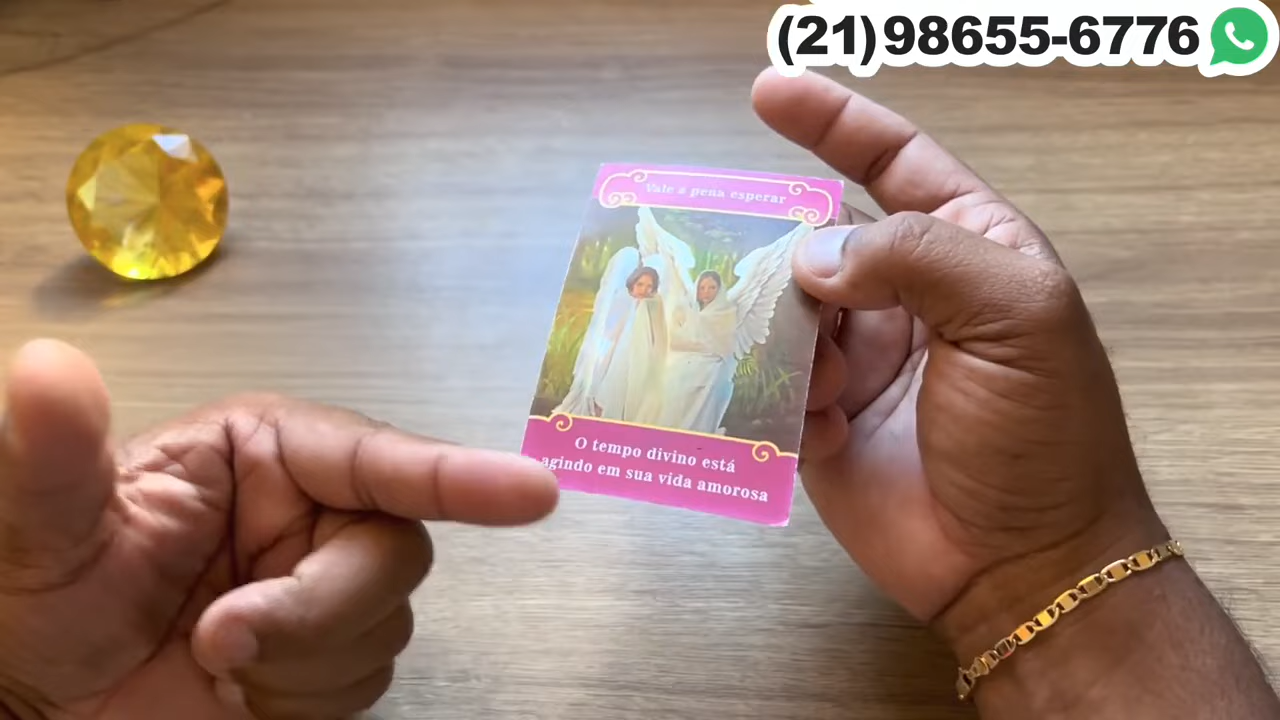 (21)98655-6776
Vale a pena esperar
O tempo divino está
agindo em sua vida amorosa